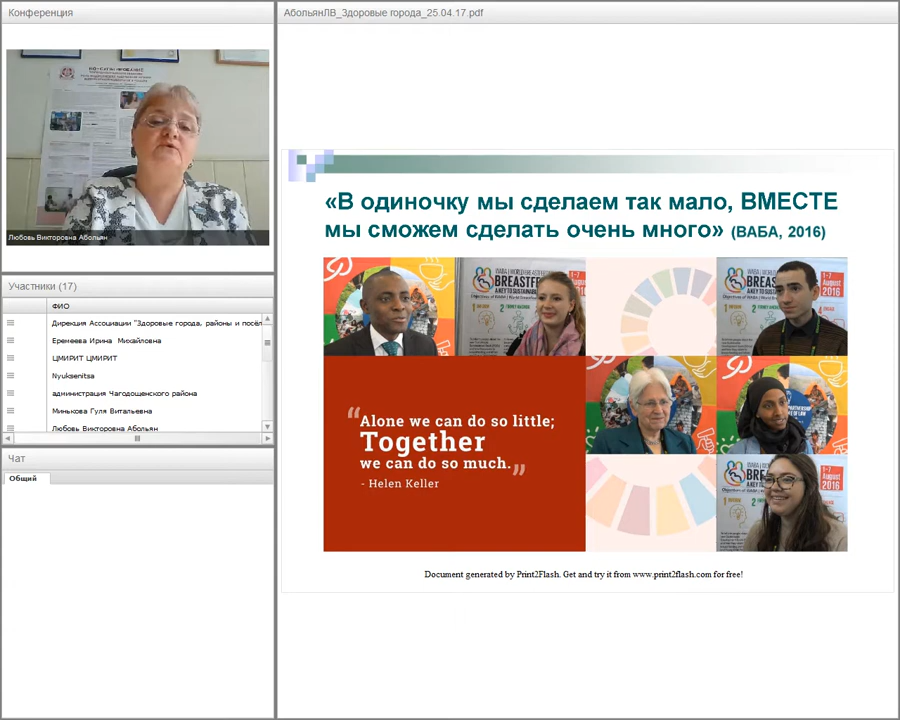 Конференция
Любовь Викторовна Абольян
Участники (17)
ФИО
Дирекция Ассоциации "Здоровые города, районы и посёл
Еремеева Ирина Михайловна
ЦМИРИТ ЦМИРИТ
Nyuksenitsa
администрация Чагодощенского района
Минькова Гуля Витальевна
Любовь Викторовна Абольян
Чат
Общий
АбольянЛВ_Здоровые города_25.04.17.pdf
«В одиночку мы сделаем так мало, ВМЕСТЕ
мы сможем сделать очень много» (ВАБА, 2016)
1-7
August
2016
“Alone we can do so little;
Together
we can do so much.”
- Helen Keller
1-7
August
2016
Document generated by Print2Flash. Get and try it from www.print2flash.com for free!